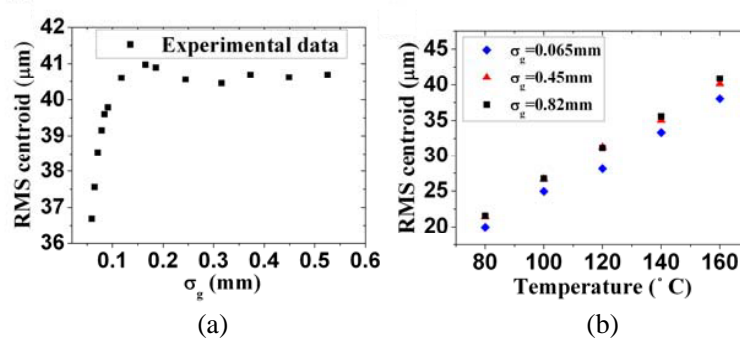 42
41
40
39
38
37
36
RMS centroid (μm)
Experimental data
0.1 0.2 0.3 0.4 0.5 0.6
σg (mm)
(a)
45
40
35
30
25
20
RMS centroid (μm)
σg=0.065mm
σg=0.45mm
σg=0.82mm
80 100 120 140 160
Temperature (° C)
(b)